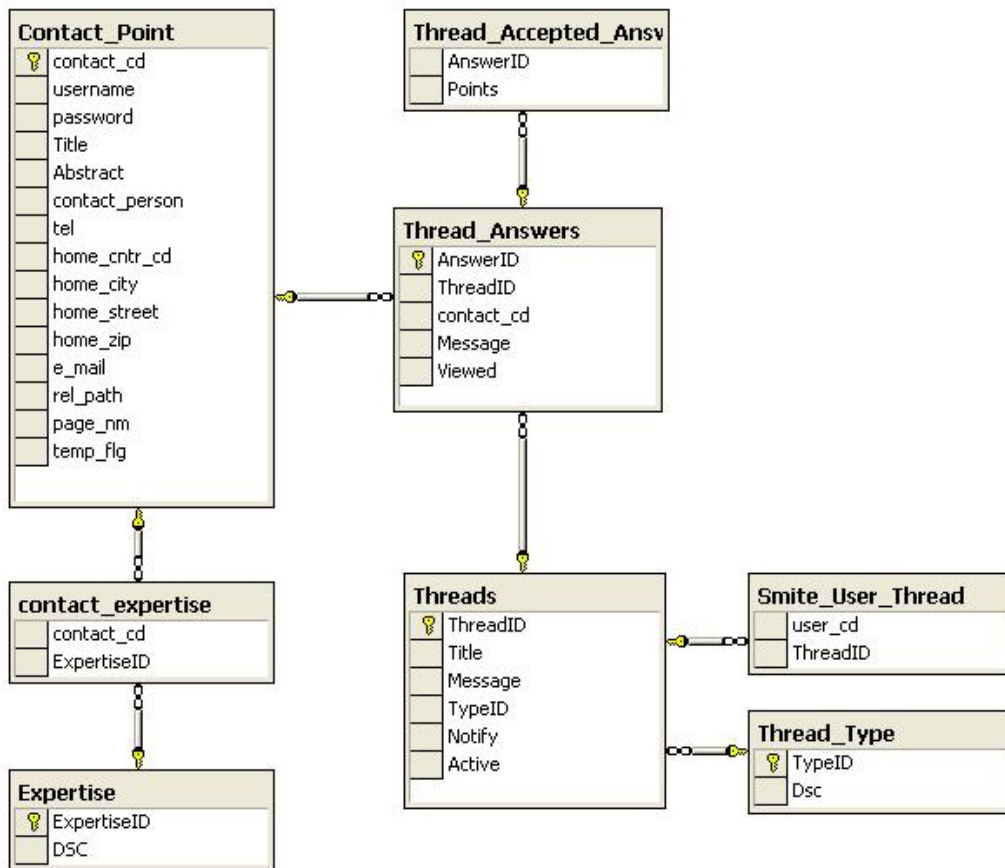 Contact_Point
contact_cd
username
password
Title
Abstract
contact_person
tel
home_cntr_cd
home_city
home_street
home_zip
e_mail
rel_path
page_nm
temp_flg
Thread_Accepted_Answ
AnswerID
Points
Thread_Answers
AnswerID
ThreadID
contact_cd
Message
Viewed
contact_expertise
contact_cd
ExpertiseID
Expertise
ExpertiseID
DSC
Threads
ThreadID
Title
Message
TypeID
Notify
Active
Smite_User_Thread
user_cd
ThreadID
Thread_Type
TypeID
Dsc